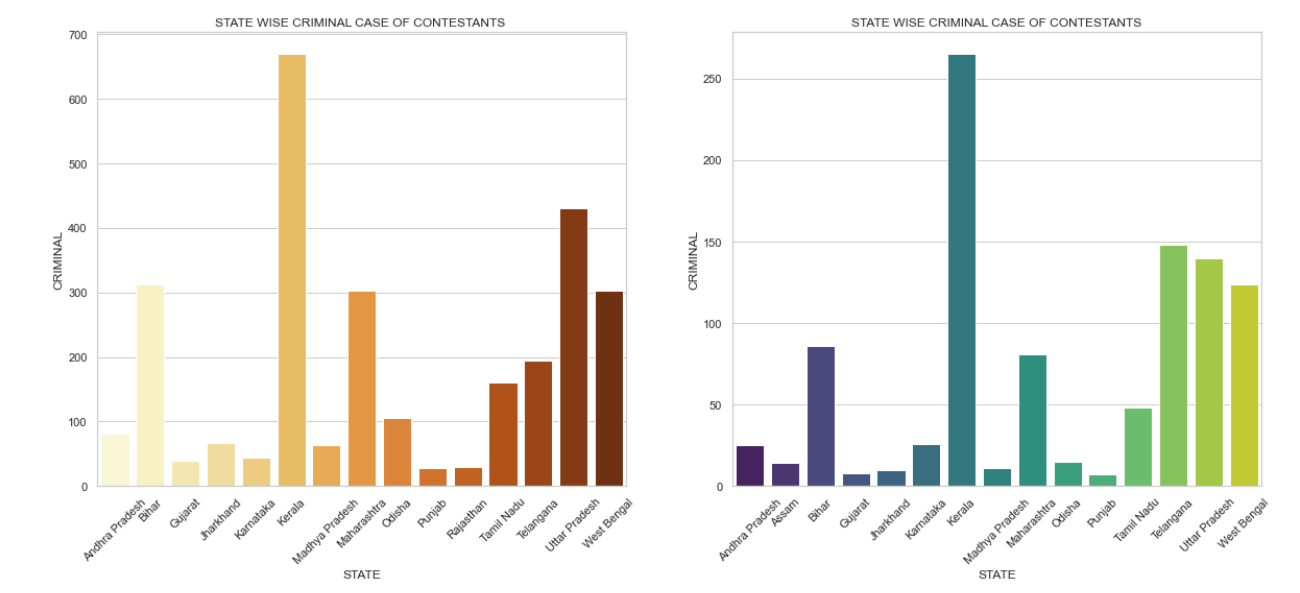 STATE WISE CRIMINAL CASE OF CONTESTANTS
700
600
500
400
300
200
100
0
CRIMINAL
Andhra Pradesh
Bihar
Gujarat
Jharkhand
Karnataka
Kerala
Madhya Pradesh
Maharashtra
Odisha
Punjab
Rajasthan
Tamil Nadu
Telangana
Uttar Pradesh
West Bengal
STATE
STATE WISE CRIMINAL CASE OF CONTESTANTS
250
200
150
100
50
0
CRIMINAL
Andhra Pradesh
Assam
Bihar
Gujarat
Jharkhand
Karnataka
Kerala
Madhya Pradesh
Maharashtra
Odisha
Punjab
Tamil Nadu
Telangana
Uttar Pradesh
West Bengal
STATE